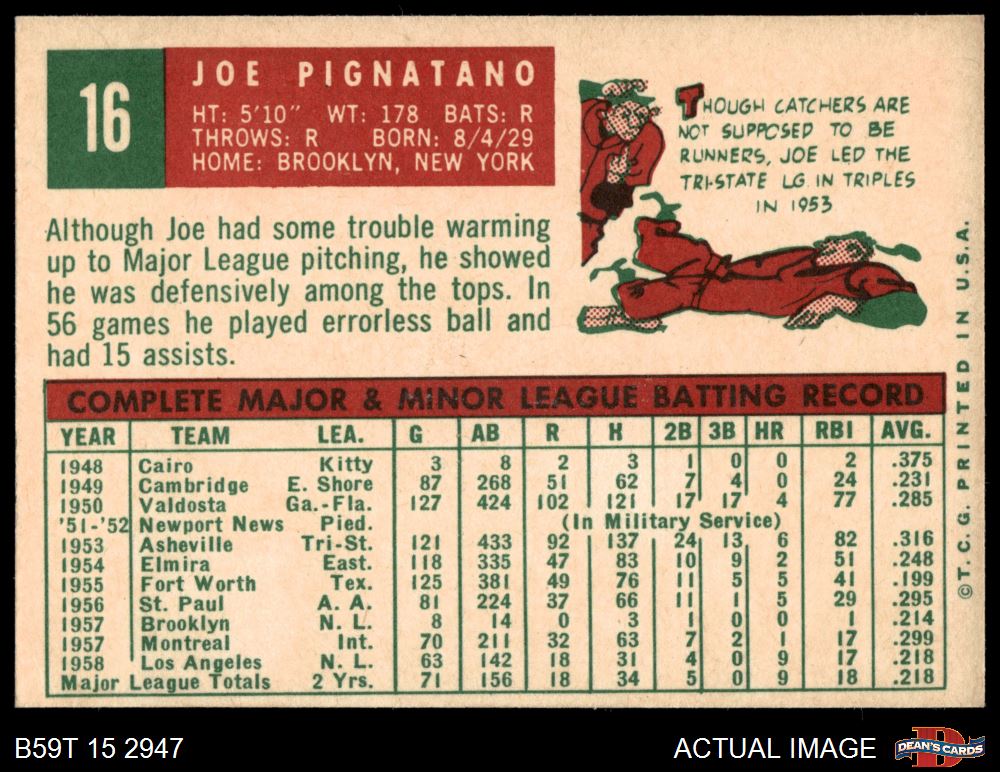 16
JOE PIGNATANO
HT: 5'10" WT: 178 BATS: R
THROWS: R BORN: 8/4/29
HOME: BROOKLYN, NEW YORK
THOUGH CATCHERS ARE
NOT SUPPOSED TO BE
RUNNERS, JOE LED THE
TRI-STATE LG. IN TRIPLES
IN 1953
Although Joe had some trouble warming
up to Major League pitching, he showed
he was defensively among the tops. In
56 games he played errorless ball and
had 15 assists.
COMPLETE MAJOR & MINOR LEAGUE BATTING RECORD
YEAR TEAM LEA. G AB R H 2B 3B HR RBI AVG.
1948 Cairo Kitty 3 8 2 3 1 0 0 2 .375
1949 Cambridge E. Shore 87 268 51 62 7 4 0 24 .231
1950 Valdosta Ga.-Fla. 127 424 102 121 17 17 4 77 .285
'51-'52 Newport News Pied. (In Military Service)
1953 Asheville Tri-St. 121 433 92 137 24 13 6 82 .316
1954 Elmira East. 118 335 47 83 10 9 2 51 .248
1955 Fort Worth Tex. 125 381 49 76 11 5 5 41 .199
1956 St. Paul A. A. 81 224 37 66 11 1 5 29 .295
1957 Brooklyn N. L. 8 14 0 3 1 0 0 1 .214
1957 Montreal Int. 70 211 32 63 7 2 1 17 .299
1958 Los Angeles N. L. 63 142 18 31 4 0 9 17 .218
Major League Totals 2 Yrs. 71 156 18 34 5 0 9 18 .218
© T. C. G. PRINTED IN U.S.A.
B59T 15 2947
ACTUAL IMAGE
DEAN'S CARDS